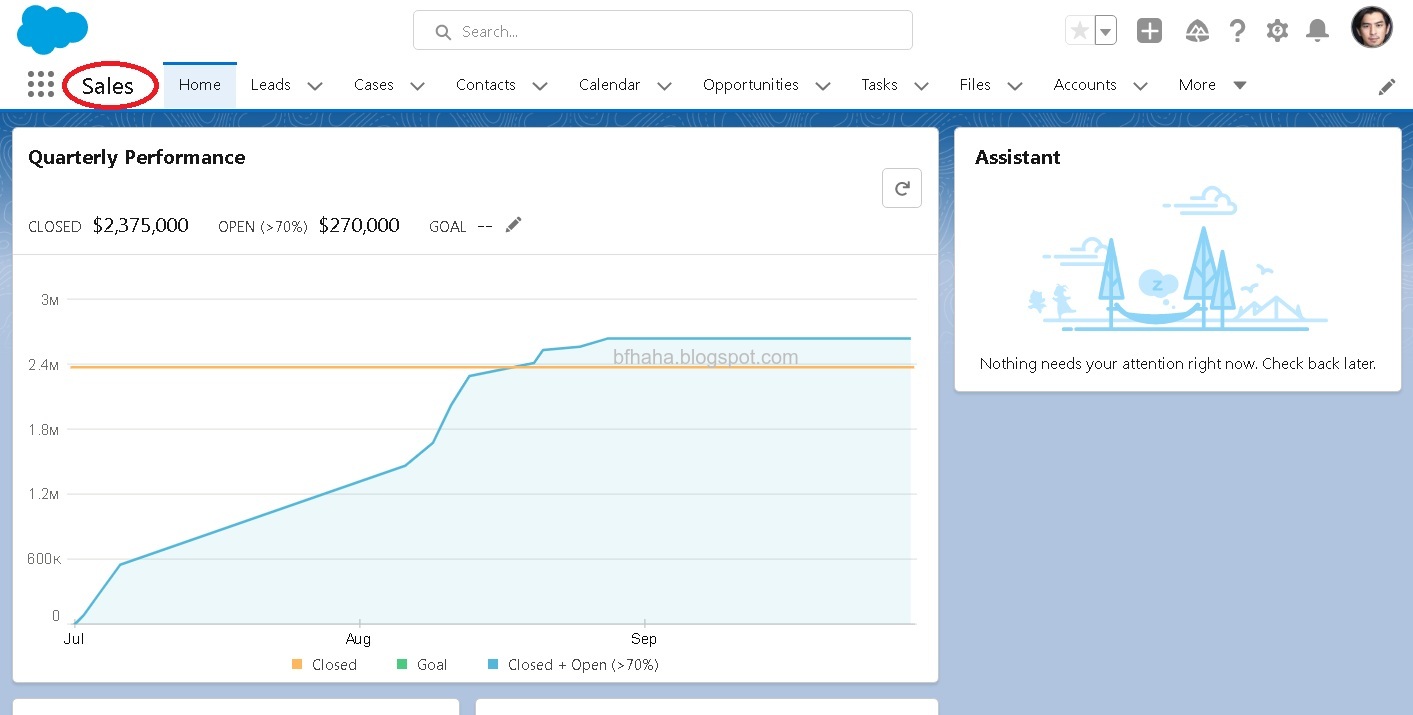 Search...
Sales Home Leads Cases Contacts Calendar Opportunities Tasks Files Accounts More
Quarterly Performance
CLOSED $2,375,000 OPEN (>70%) $270,000 GOAL --
3M
2.4M
1.8M
1.2M
600K
0
Jul Aug Sep
Closed Goal Closed + Open (>70%)
bfhaha.blogspot.com
Assistant
z
Nothing needs your attention right now. Check back later.